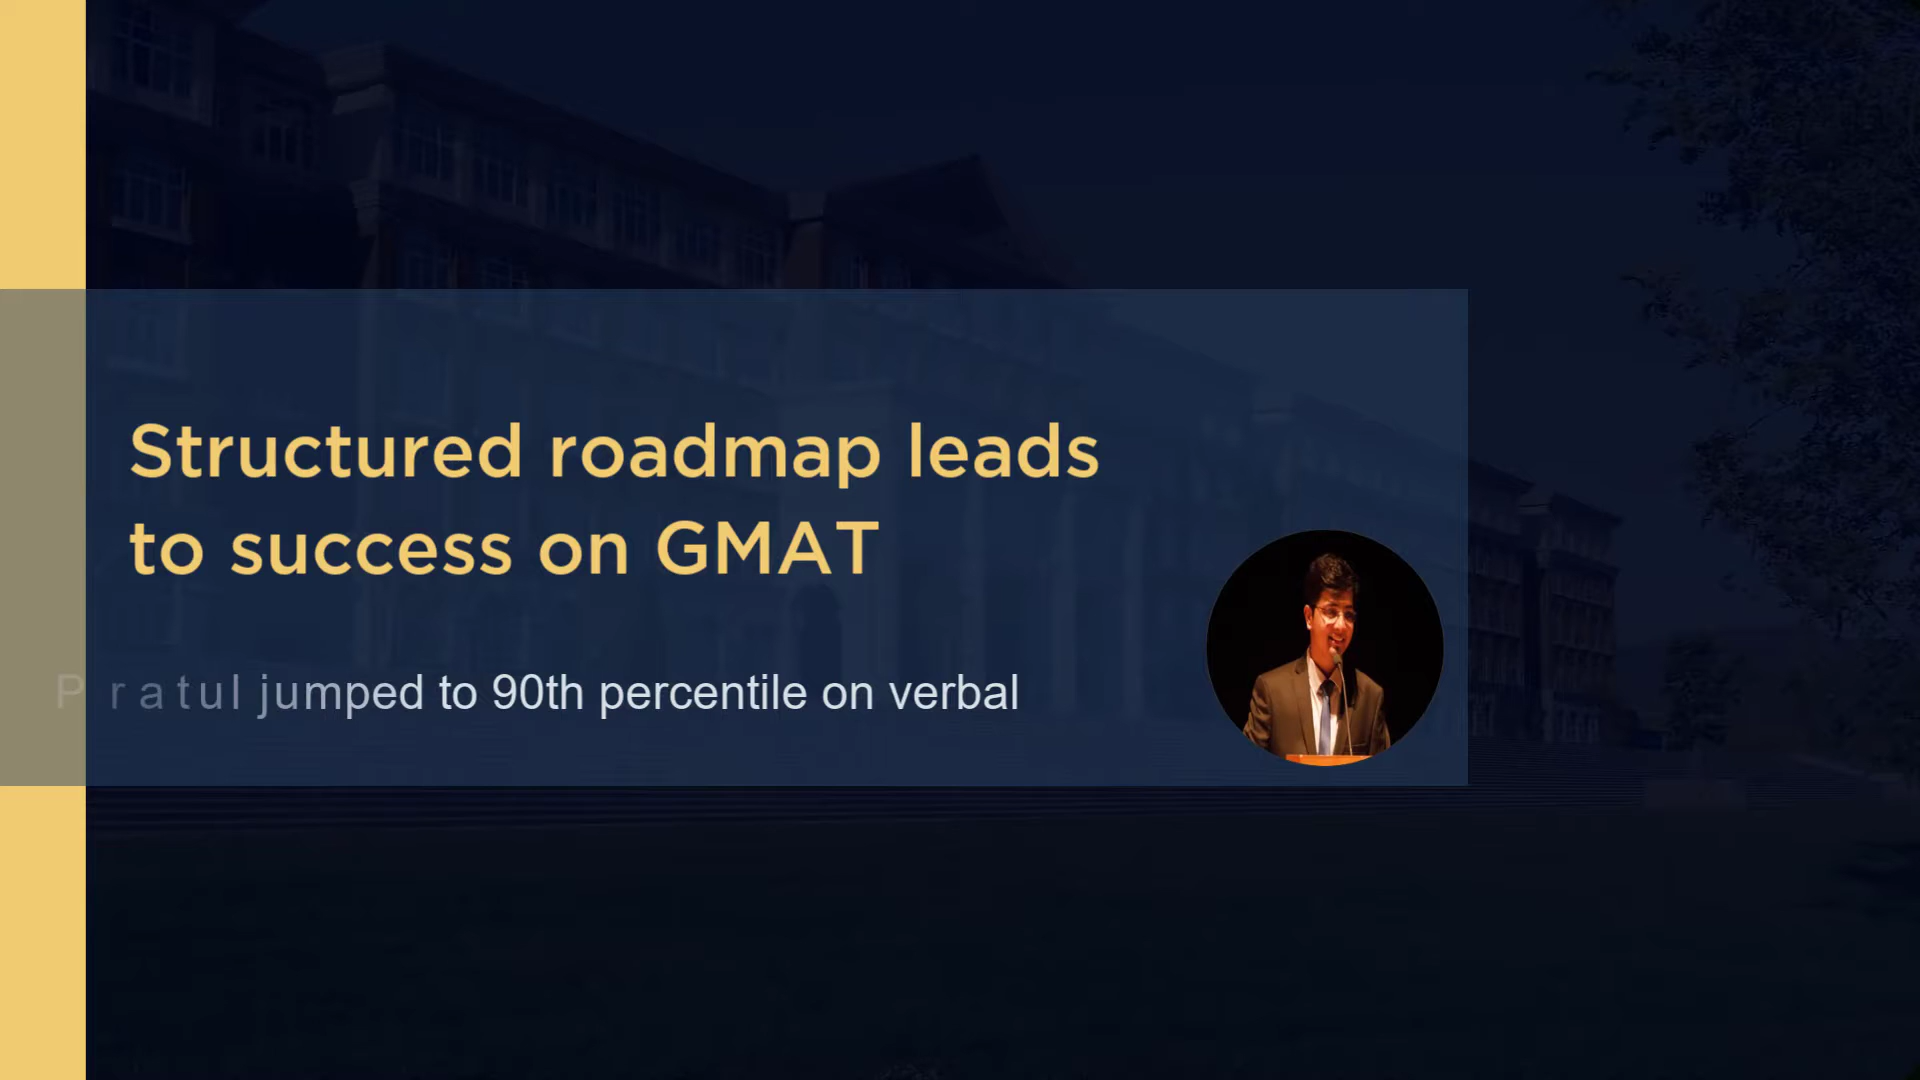 Structured roadmap leads
to success on GMAT
Pratul jumped to 90th percentile on verbal